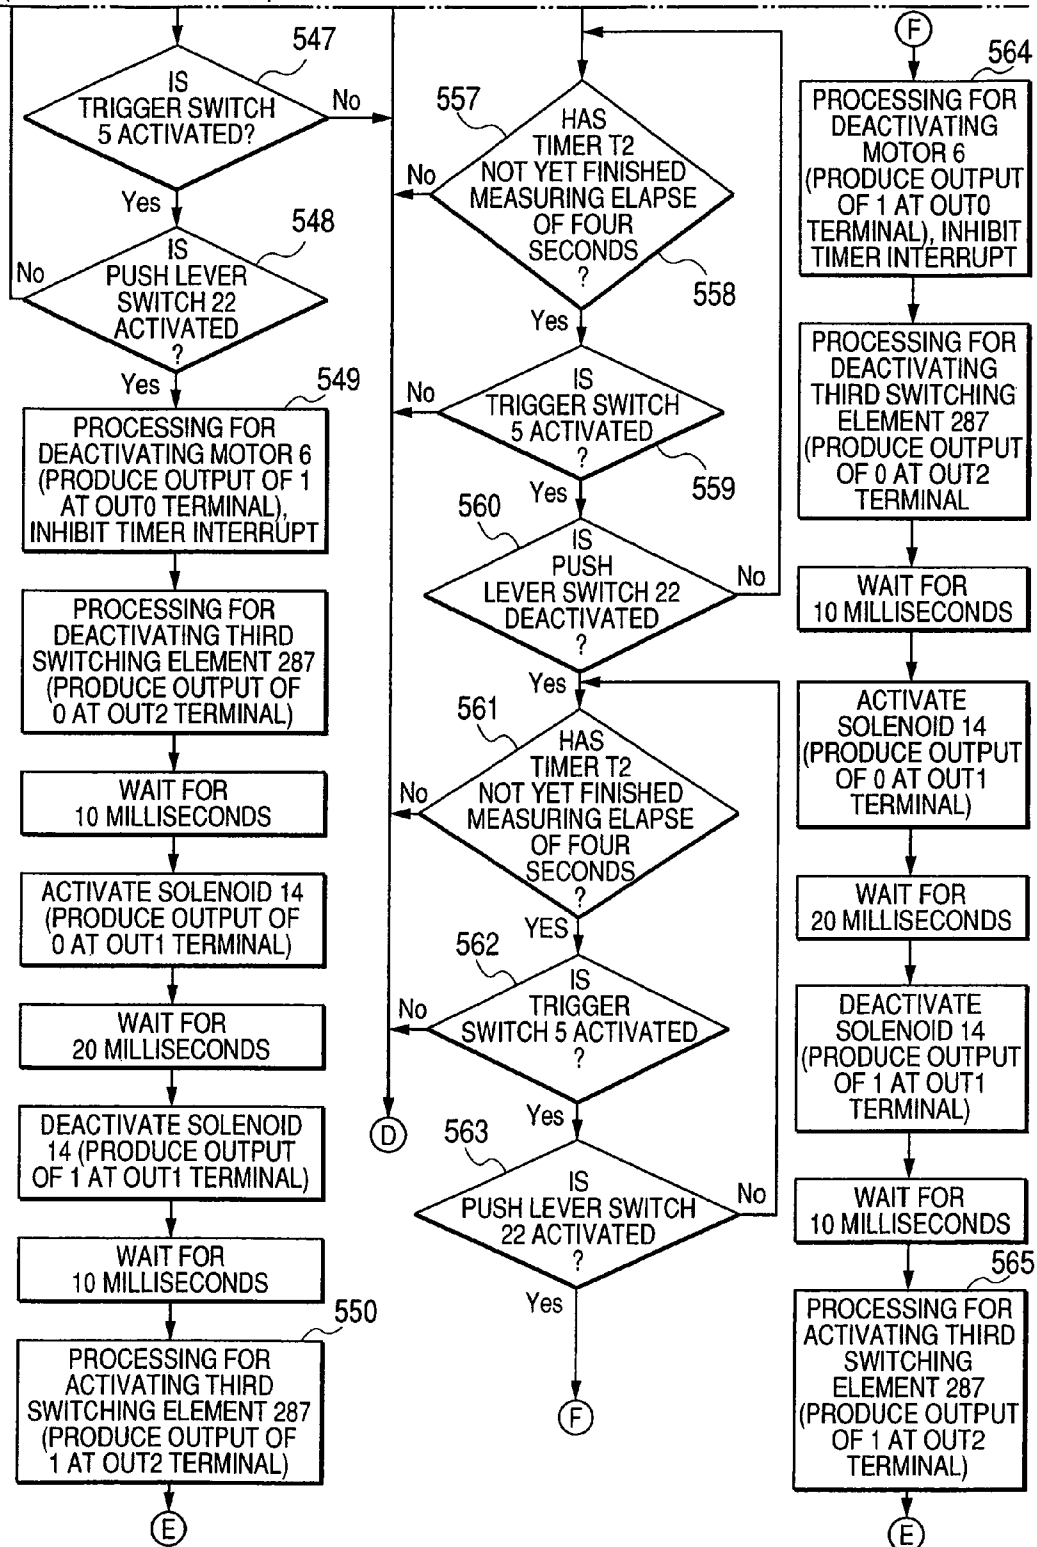 547
IS
TRIGGER SWITCH
5 ACTIVATED?
No
Yes
548
IS
PUSH LEVER
SWITCH 22
ACTIVATED
?
No
Yes
549
PROCESSING FOR
DEACTIVATING MOTOR 6
(PRODUCE OUTPUT OF 1
AT OUT0 TERMINAL),
INHIBIT TIMER INTERRUPT
PROCESSING FOR
DEACTIVATING THIRD
SWITCHING ELEMENT 287
(PRODUCE OUTPUT OF
0 AT OUT2 TERMINAL)
WAIT FOR
10 MILLISECONDS
ACTIVATE SOLENOID 14
(PRODUCE OUTPUT OF
0 AT OUT1 TERMINAL)
WAIT FOR
20 MILLISECONDS
DEACTIVATE SOLENOID
14 (PRODUCE OUTPUT
OF 1 AT OUT1 TERMINAL)
WAIT FOR
10 MILLISECONDS
550
PROCESSING FOR
ACTIVATING THIRD
SWITCHING ELEMENT 287
(PRODUCE OUTPUT OF
1 AT OUT2 TERMINAL)
E
557
HAS
TIMER T2
NOT YET FINISHED
MEASURING ELAPSE
OF FOUR
SECONDS
?
No
558
Yes
IS
TRIGGER SWITCH
5 ACTIVATED
?
No
559
Yes
560
IS
PUSH
LEVER SWITCH 22
DEACTIVATED
?
No
Yes
561
HAS
TIMER T2
NOT YET FINISHED
MEASURING ELAPSE
OF FOUR
SECONDS
?
No
YES
562
IS
TRIGGER
SWITCH 5 ACTIVATED
?
No
D
Yes
563
IS
PUSH LEVER SWITCH
22 ACTIVATED
?
No
Yes
F
F
564
PROCESSING FOR
DEACTIVATING
MOTOR 6
(PRODUCE OUTPUT
OF 1 AT OUT0
TERMINAL), INHIBIT
TIMER INTERRUPT
PROCESSING FOR
DEACTIVATING
THIRD SWITCHING
ELEMENT 287
(PRODUCE OUTPUT
OF 0 AT OUT2
TERMINAL
WAIT FOR
10 MILLISECONDS
ACTIVATE
SOLENOID 14
(PRODUCE OUTPUT
OF 0 AT OUT1
TERMINAL)
WAIT FOR
20 MILLISECONDS
DEACTIVATE
SOLENOID 14
(PRODUCE OUTPUT
OF 1 AT OUT1
TERMINAL)
WAIT FOR
10 MILLISECONDS
565
PROCESSING FOR
ACTIVATING THIRD
SWITCHING
ELEMENT 287
(PRODUCE OUTPUT
OF 1 AT OUT2
TERMINAL)
E